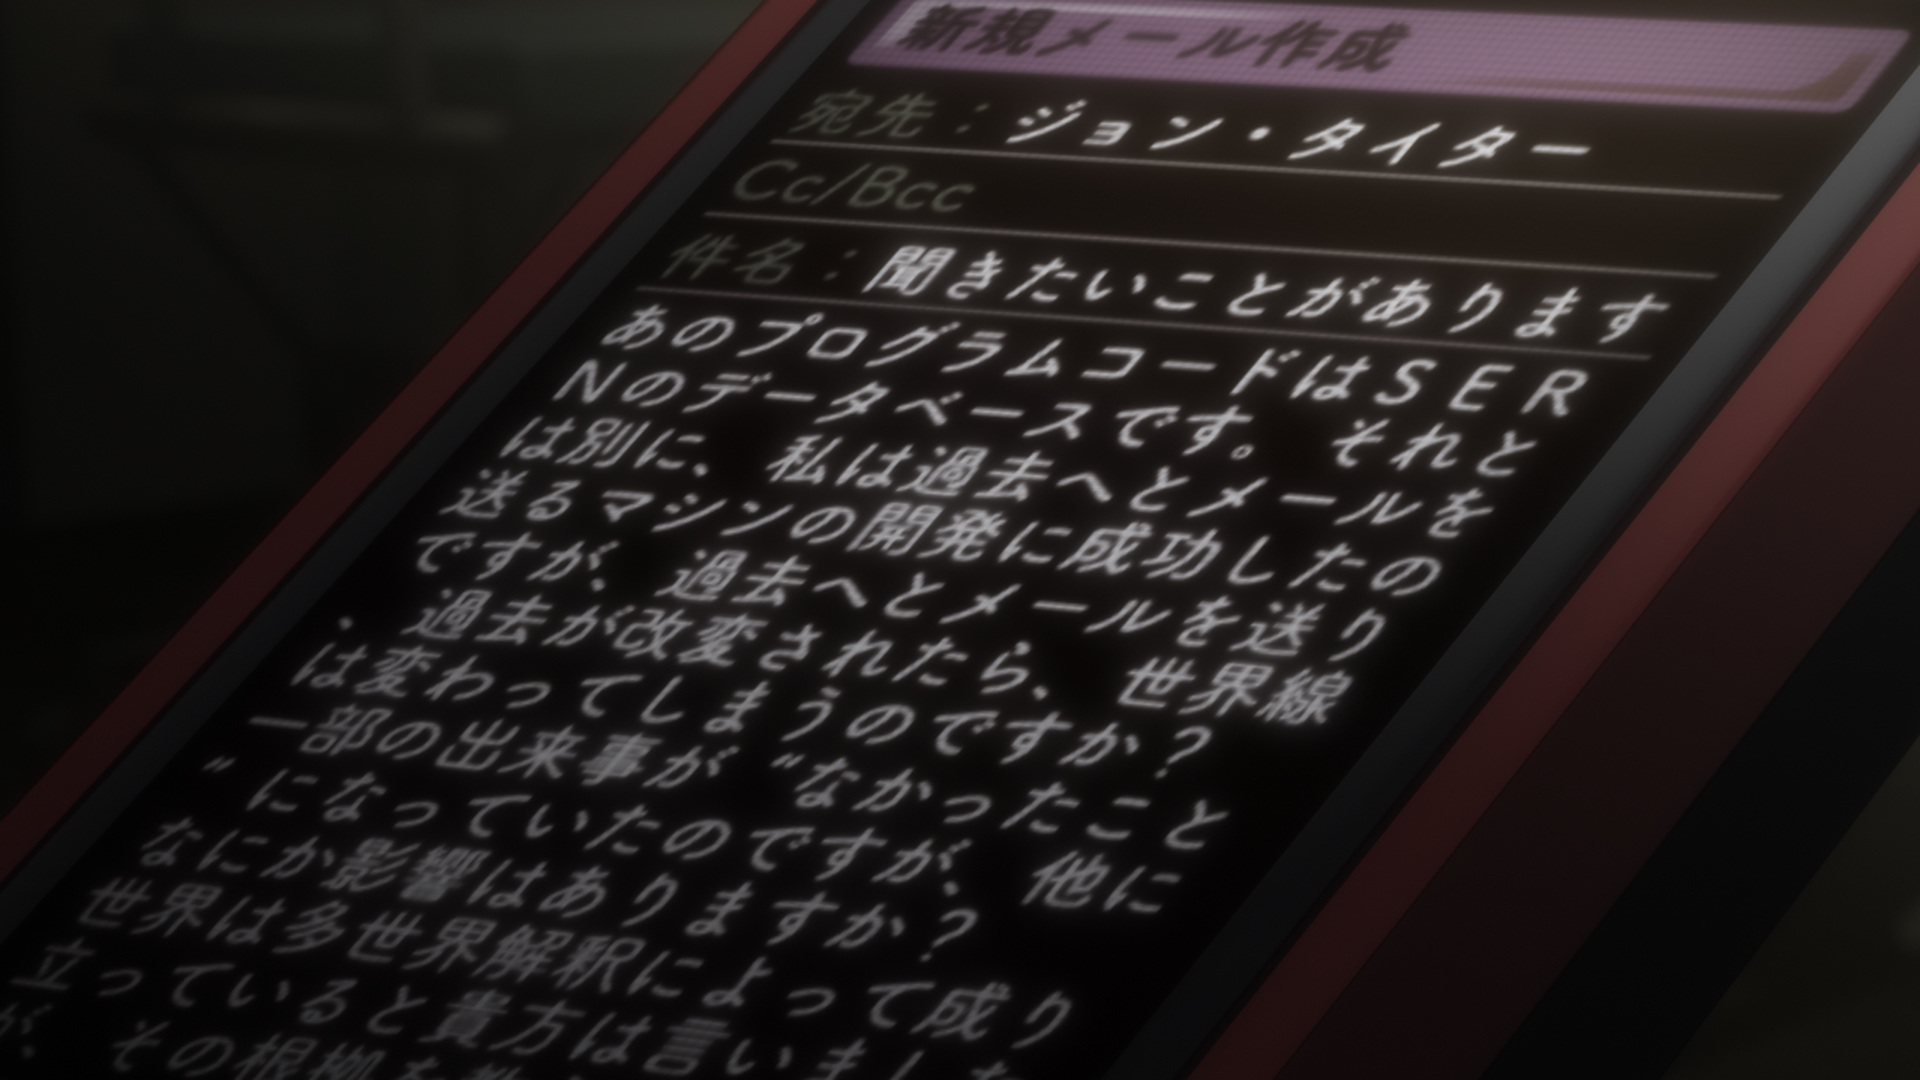 新規メール作成
宛先：ジョン・タイター
Cc/Bcc
件名：聞きたいことがあります
あのプログラムコードはＳＥＲ
Ｎのデータベースです。それと
は別に、私は過去へとメールを
送るマシンの開発に成功したの
ですが、過去へとメールを送り
、過去が改変されたら、世界線
は変わってしまうのですか？
一部の出来事が“なかったこと
”になっていたのですが、他に
なにか影響はありますか？
世界は多世界解釈によって成り
立っていると貴方は言いました
が、その根拠を